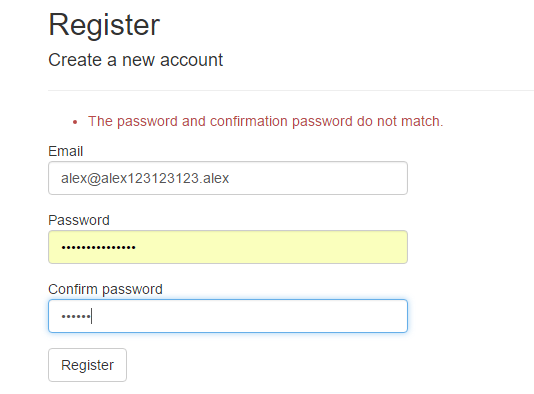 Register
Create a new account
• The password and confirmation password do not match.
Email
alex@alex123123123.alex
Password
•••••••••••••••
Confirm password
••••••
Register